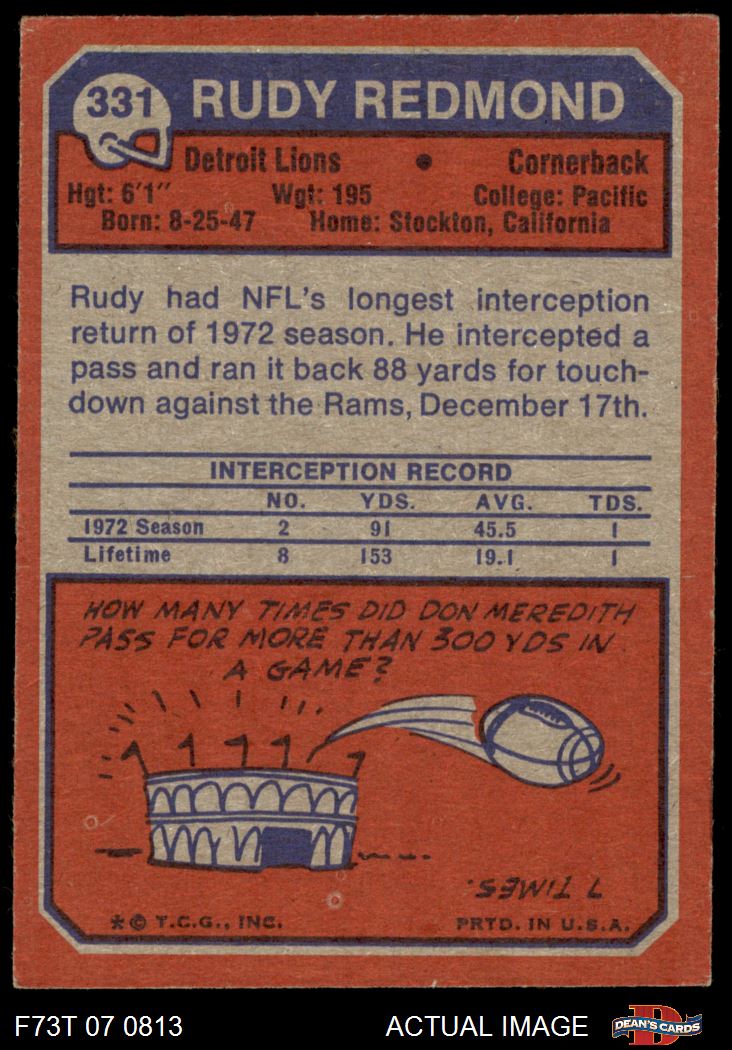 331 RUDY REDMOND
Detroit Lions • Cornerback
Hgt: 6'1" Wgt: 195 College: Pacific
Born: 8-25-47 Home: Stockton, California
Rudy had NFL's longest interception
return of 1972 season. He intercepted a
pass and ran it back 88 yards for touch-
down against the Rams, December 17th.
INTERCEPTION RECORD
NO. YDS. AVG. TDS.
1972 Season 2 91 45.5 1
Lifetime 8 153 19.1 1
HOW MANY TIMES DID DON MEREDITH
PASS FOR MORE THAN 300 YDS IN
A GAME?
7 TIMES.
* © T.C.G., INC. PRTD. IN U.S.A.
F73T 07 0813 ACTUAL IMAGE DEAN'S CARDS